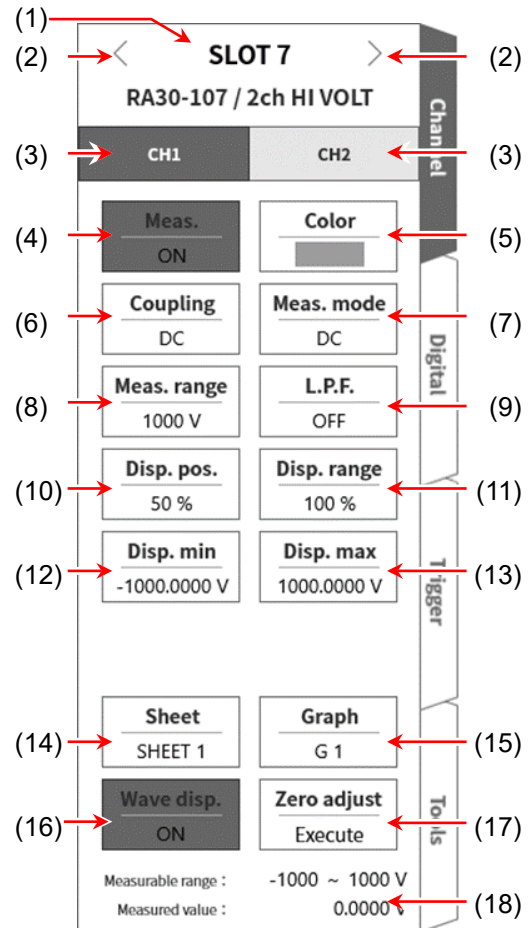 (1)
(2) < SLOT 7 > (2)
RA30-107 / 2ch HI VOLT
Channel
(3) CH1 CH2 (3)
(4) Meas. Color (5)
ON
(6) Coupling Meas. mode (7)
DC DC
Digital
(8) Meas. range L.P.F. (9)
1000 V OFF
(10) Disp. pos. Disp. range (11)
50 % 100 %
(12) Disp. min Disp. max (13)
-1000.0000 V 1000.0000 V
Trigger
(14) Sheet Graph (15)
SHEET 1 G 1
(16) Wave disp. Zero adjust (17)
ON Execute
Tools
Measurable range : -1000 ~ 1000 V
Measured value : 0.0000 V (18)